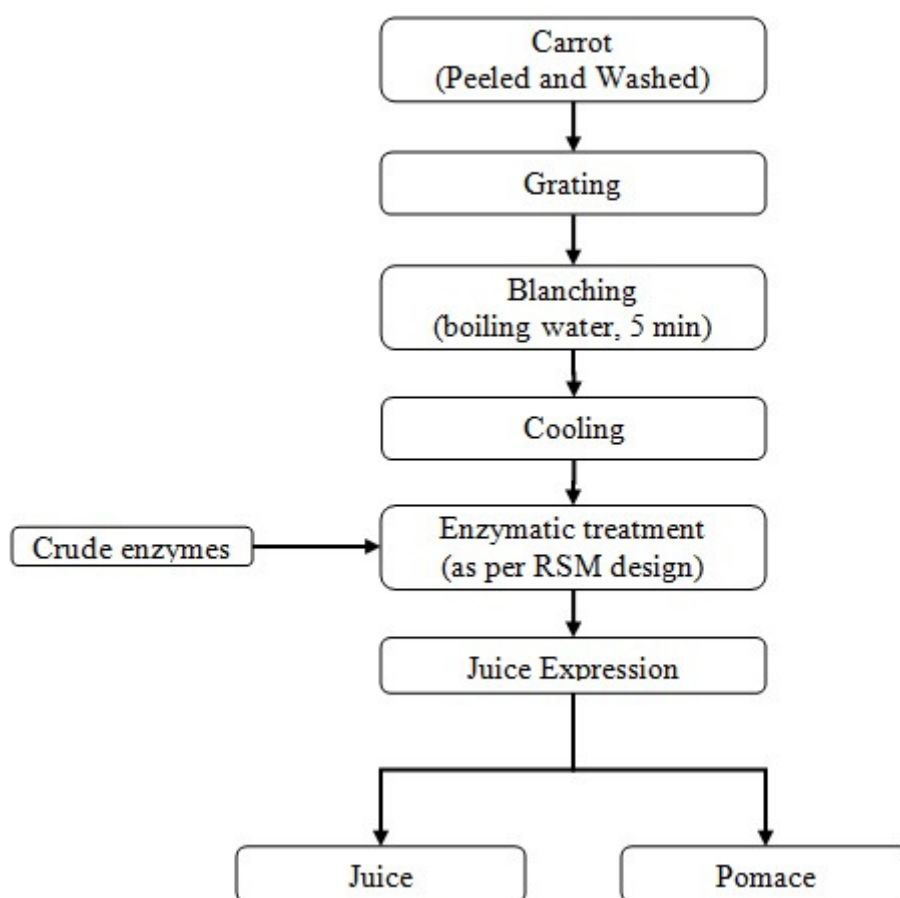 Carrot
(Peeled and Washed)
Grating
Blanching
(boiling water, 5 min)
Cooling
Crude enzymes
Enzymatic treatment
(as per RSM design)
Juice Expression
Juice
Pomace